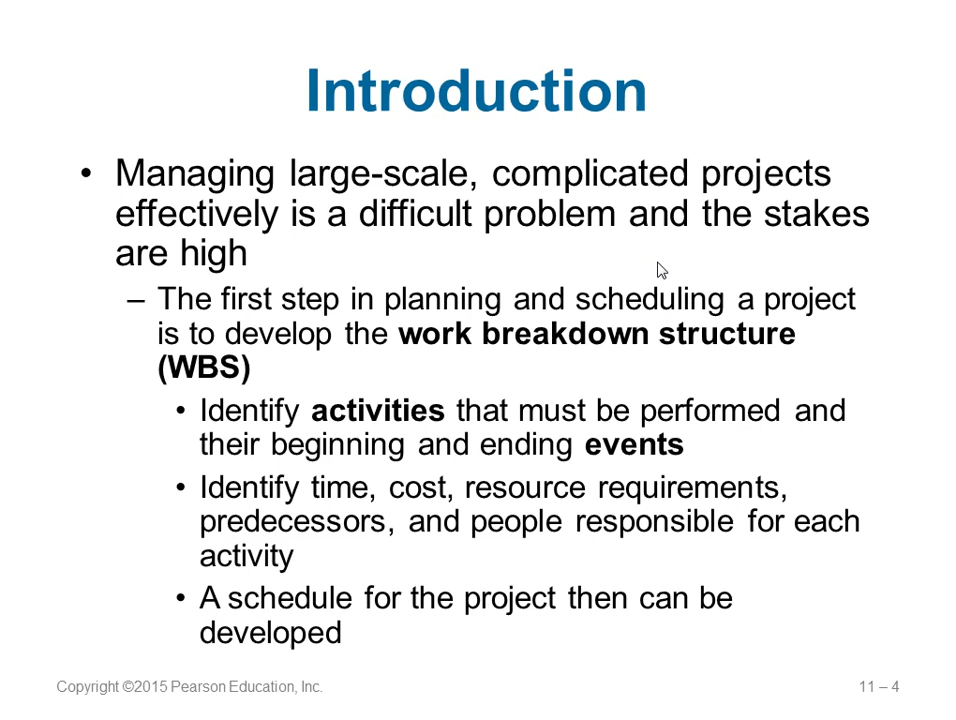 Introduction
• Managing large-scale, complicated projects
effectively is a difficult problem and the stakes
are high
– The first step in planning and scheduling a project
is to develop the work breakdown structure
(WBS)
• Identify activities that must be performed and
their beginning and ending events
• Identify time, cost, resource requirements,
predecessors, and people responsible for each
activity
• A schedule for the project then can be
developed
Copyright ©2015 Pearson Education, Inc.
11 – 4